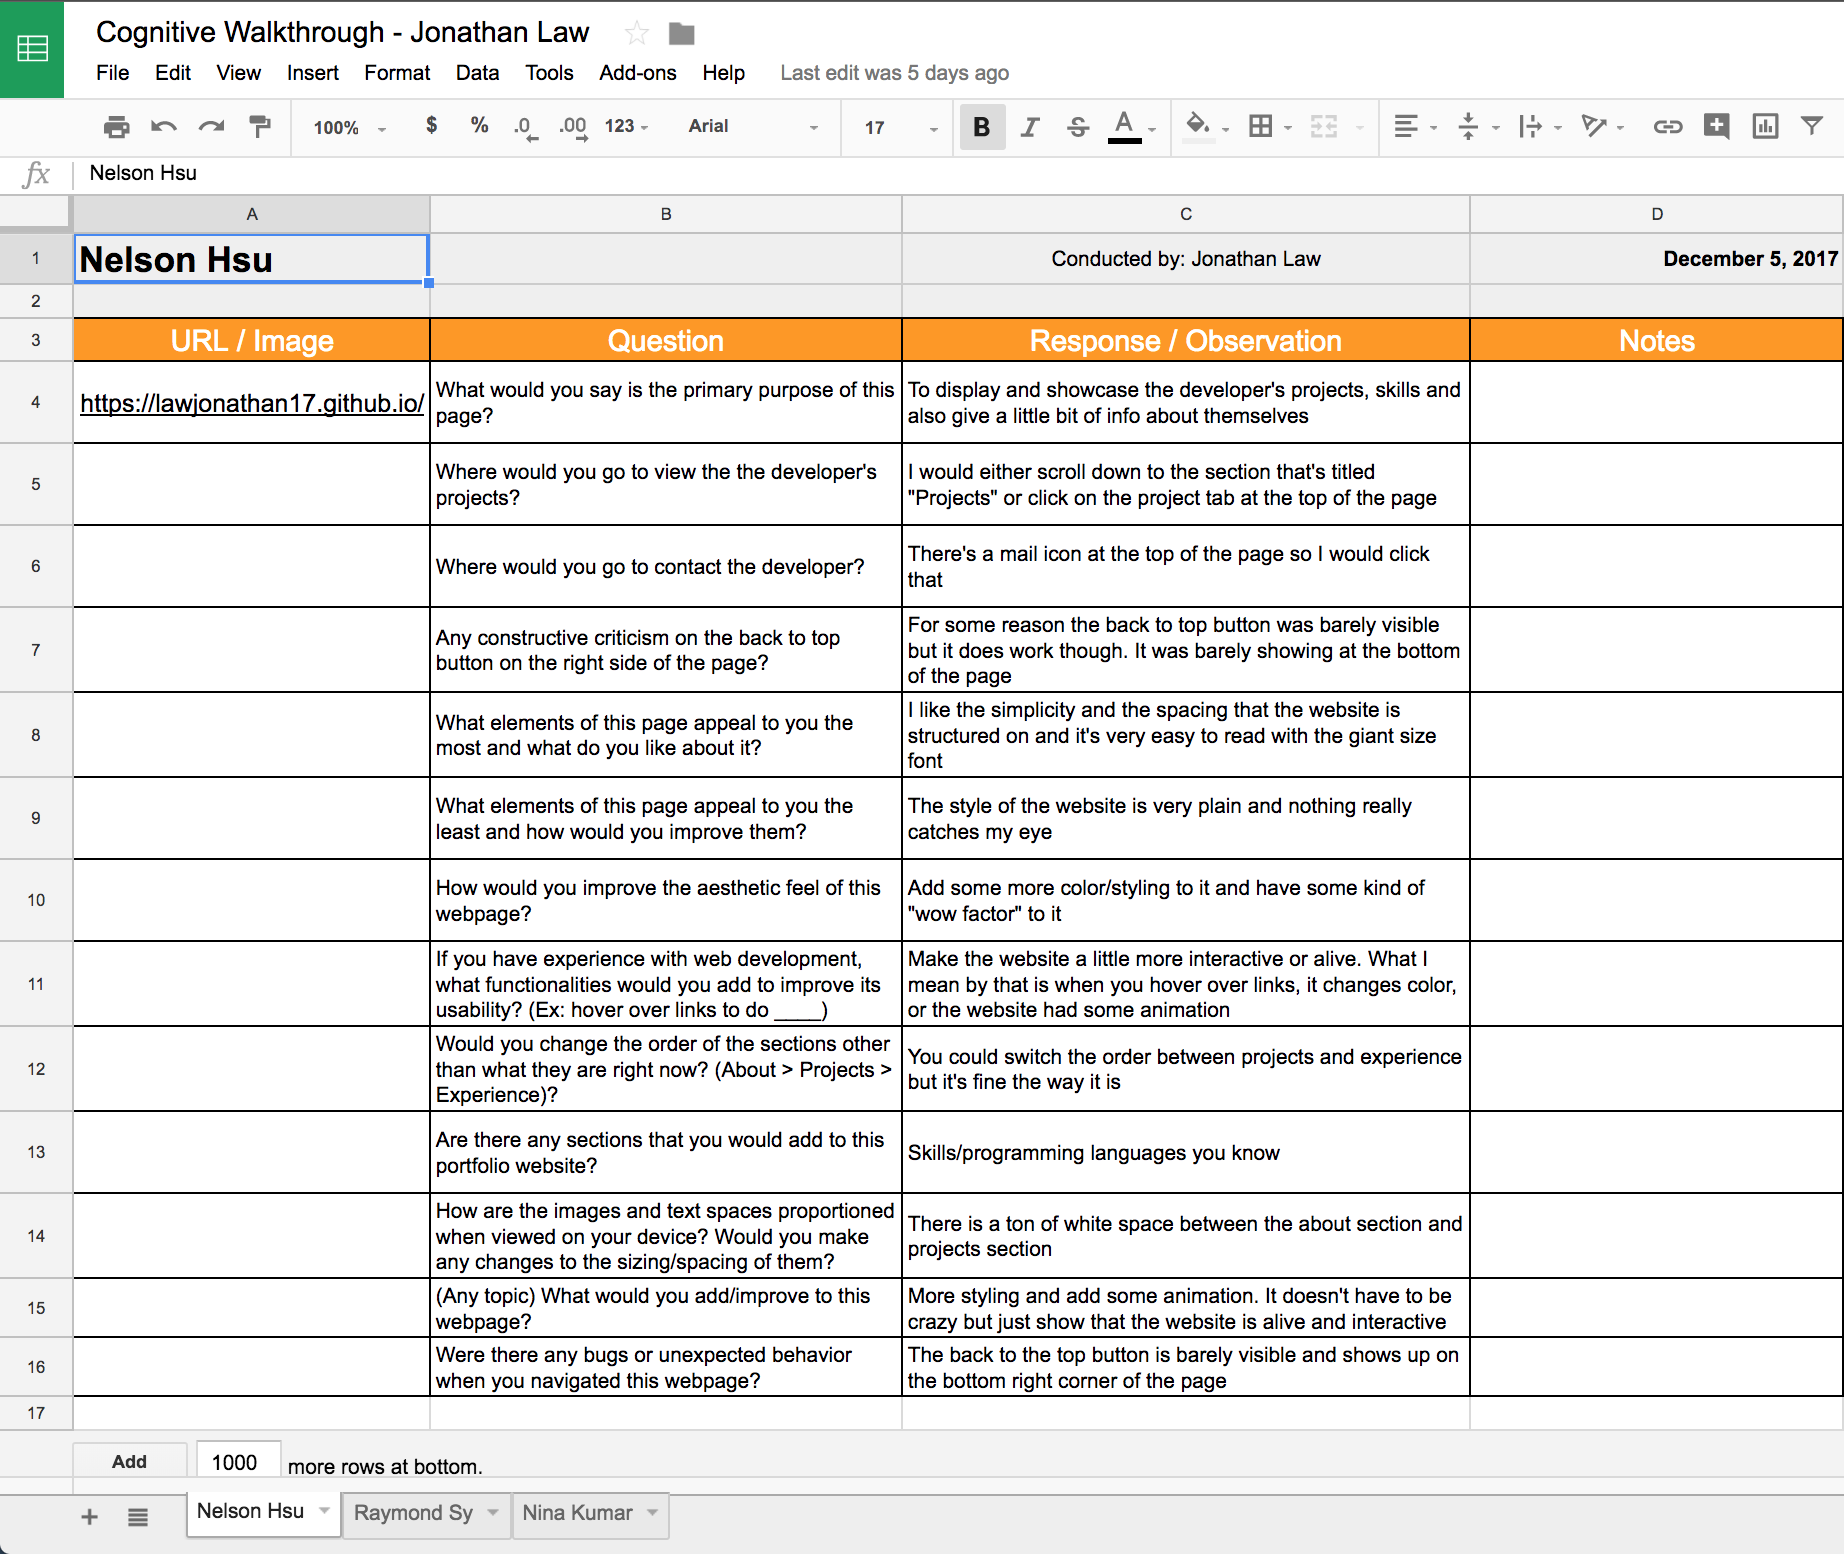 Cognitive Walkthrough - Jonathan Law
File Edit View Insert Format Data Tools Add-ons Help Last edit was 5 days ago
100% $ % .0 .00 123 Arial 17 B I S A
fx Nelson Hsu
A B C D
1 Nelson Hsu Conducted by: Jonathan Law December 5, 2017
2
3 URL / Image Question Response / Observation Notes
4 https://lawjonathan17.github.io/
What would you say is the primary purpose of this
page?
To display and showcase the developer's projects, skills and
also give a little bit of info about themselves
5
Where would you go to view the the developer's
projects?
I would either scroll down to the section that's titled
"Projects" or click on the project tab at the top of the page
6
Where would you go to contact the developer?
There's a mail icon at the top of the page so I would click
that
7
Any constructive criticism on the back to top
button on the right side of the page?
For some reason the back to top button was barely visible
but it does work though. It was barely showing at the bottom
of the page
8
What elements of this page appeal to you the
most and what do you like about it?
I like the simplicity and the spacing that the website is
structured on and it's very easy to read with the giant size
font
9
What elements of this page appeal to you the
least and how would you improve them?
The style of the website is very plain and nothing really
catches my eye
10
How would you improve the aesthetic feel of this
webpage?
Add some more color/styling to it and have some kind of
"wow factor" to it
11
If you have experience with web development,
what functionalities would you add to improve its
usability? (Ex: hover over links to do ____)
Make the website a little more interactive or alive. What I
mean by that is when you hover over links, it changes color,
or the website had some animation
12
Would you change the order of the sections other
than what they are right now? (About > Projects >
Experience)?
You could switch the order between projects and experience
but it's fine the way it is
13
Are there any sections that you would add to this
portfolio website?
Skills/programming languages you know
14
How are the images and text spaces proportioned
when viewed on your device? Would you make
any changes to the sizing/spacing of them?
There is a ton of white space between the about section and
projects section
15
(Any topic) What would you add/improve to this
webpage?
More styling and add some animation. It doesn't have to be
crazy but just show that the website is alive and interactive
16
Were there any bugs or unexpected behavior
when you navigated this webpage?
The back to the top button is barely visible and shows up on
the bottom right corner of the page
17
Add 1000 more rows at bottom.
+ Nelson Hsu Raymond Sy Nina Kumar